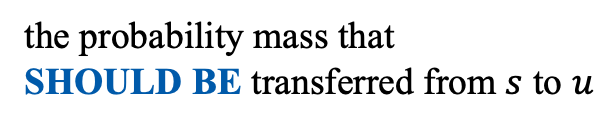 the probability mass that
SHOULD BE transferred from s to u